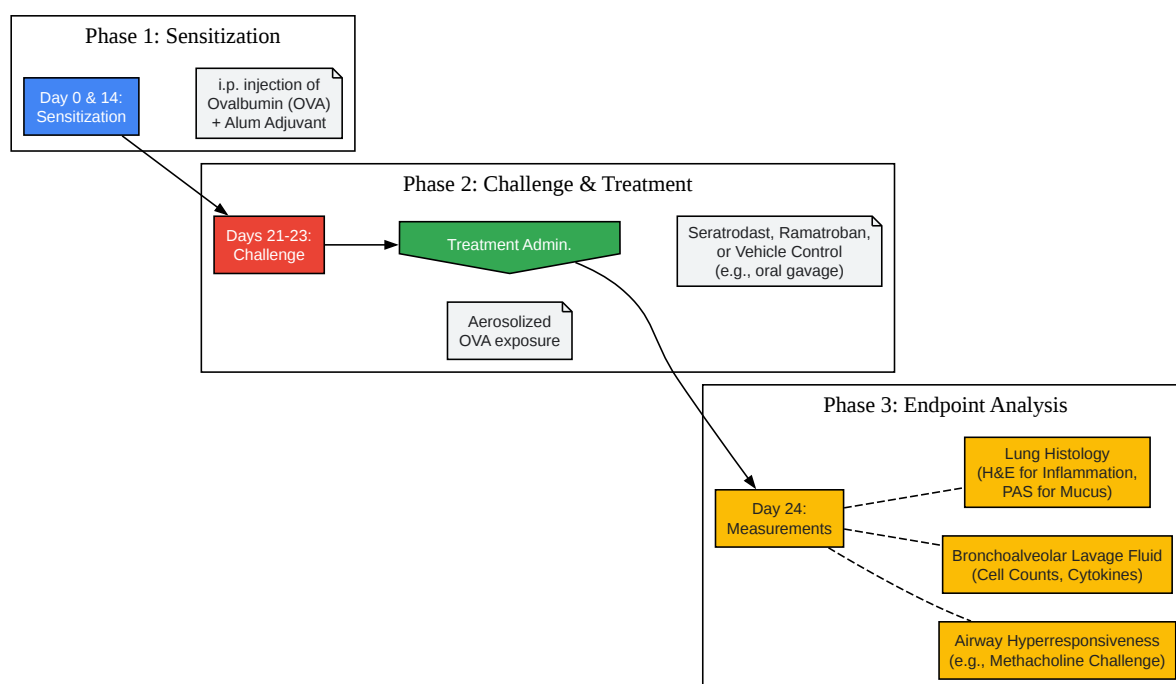 Phase 1: Sensitization
Day 0 & 14:
Sensitization
i.p. injection of
Ovalbumin (OVA)
+ Alum Adjuvant
Phase 2: Challenge & Treatment
Days 21-23:
Challenge
Treatment Admin.
Seratrodast, Ramatroban,
or Vehicle Control
(e.g., oral gavage)
Aerosolized
OVA exposure
Phase 3: Endpoint Analysis
Day 24:
Measurements
Lung Histology
(H&E for Inflammation,
PAS for Mucus)
Bronchoalveolar Lavage Fluid
(Cell Counts, Cytokines)
Airway Hyperresponsiveness
(e.g., Methacholine Challenge)